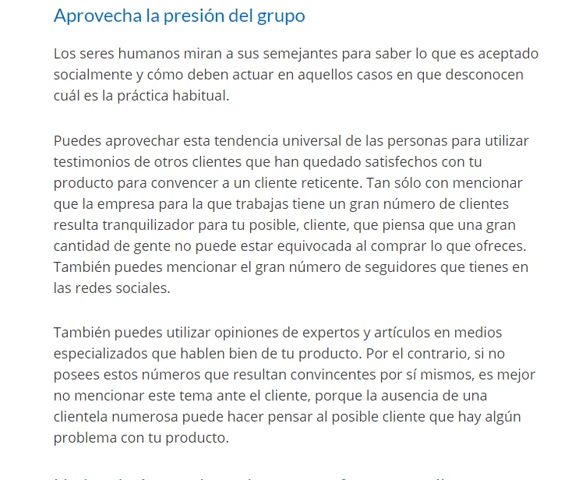 Aprovecha la presión del grupo
Los seres humanos miran a sus semejantes para saber lo que es aceptado
socialmente y cómo deben actuar en aquellos casos en que desconocen
cuál es la práctica habitual.
Puedes aprovechar esta tendencia universal de las personas para utilizar
testimonios de otros clientes que han quedado satisfechos con tu
producto para convencer a un cliente reticente. Tan sólo con mencionar
que la empresa para la que trabajas tiene un gran número de clientes
resulta tranquilizador para tu posible, cliente, que piensa que una gran
cantidad de gente no puede estar equivocada al comprar lo que ofreces.
También puedes mencionar el gran número de seguidores que tienes en
las redes sociales.
También puedes utilizar opiniones de expertos y artículos en medios
especializados que hablen bien de tu producto. Por el contrario, si no
posees estos números que resultan convincentes por sí mismos, es mejor
no mencionar este tema ante el cliente, porque la ausencia de una
clientela numerosa puede hacer pensar al posible cliente que hay algún
problema con tu producto.